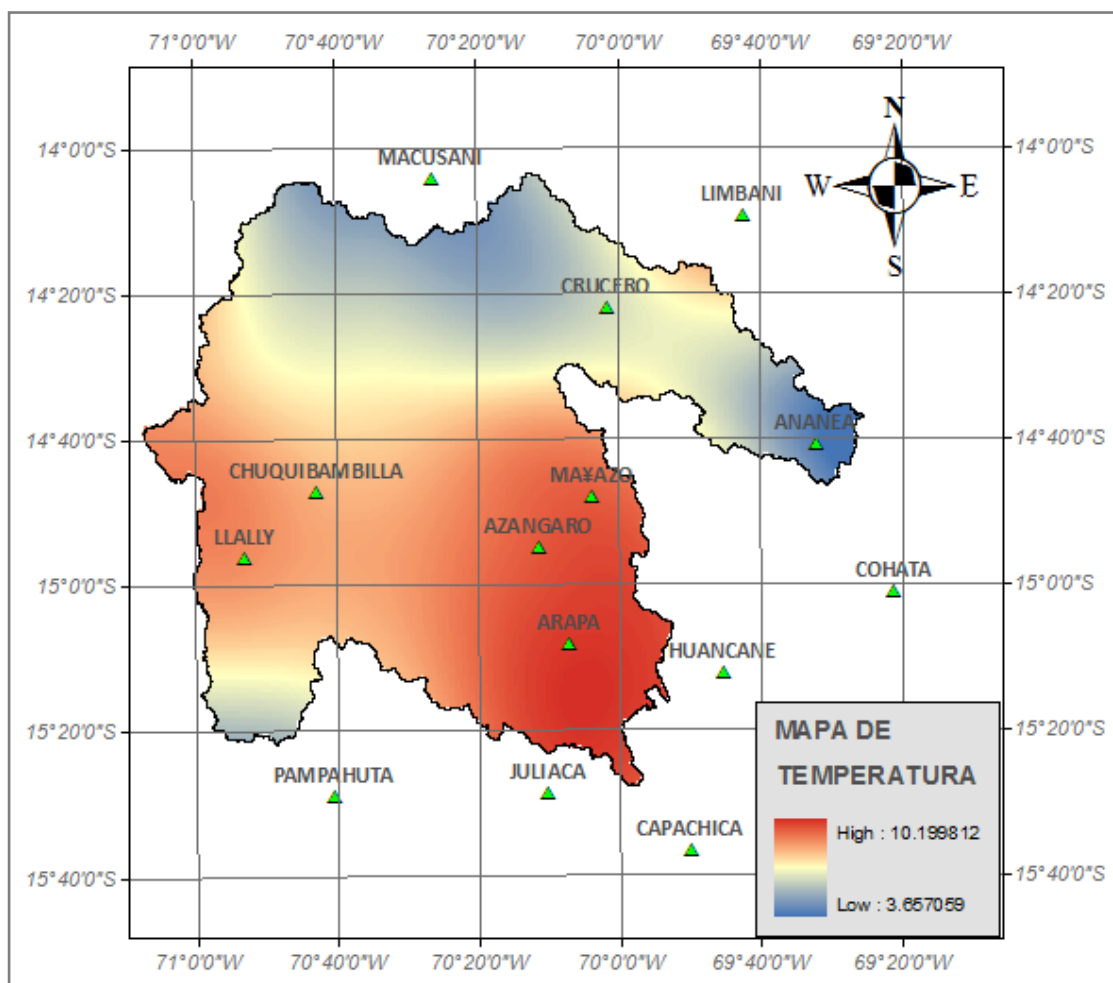 71°0'0"W 70°40'0"W 70°20'0"W 70°0'0"W 69°40'0"W 69°20'0"W
N
14°0'0"S
14°0'0"S
MACUSANI
LIMBANI
W
E
S
CRUCERO
14°20'0"S
14°20'0"S
ANANEA
14°40'0"S
14°40'0"S
CHUQUIBAMBILLA
MA¥AZO
LLALLY
AZANGARO
COHATA
15°0'0"S
15°0'0"S
ARAPA
HUANCANE
15°20'0"S
15°20'0"S
MAPA DE
TEMPERATURA
High : 10.199812
Low : 3.657059
PAMPAHUTA
JULIACA
CAPACHICA
15°40'0"S
15°40'0"S
71°0'0"W 70°40'0"W 70°20'0"W 70°0'0"W 69°40'0"W 69°20'0"W